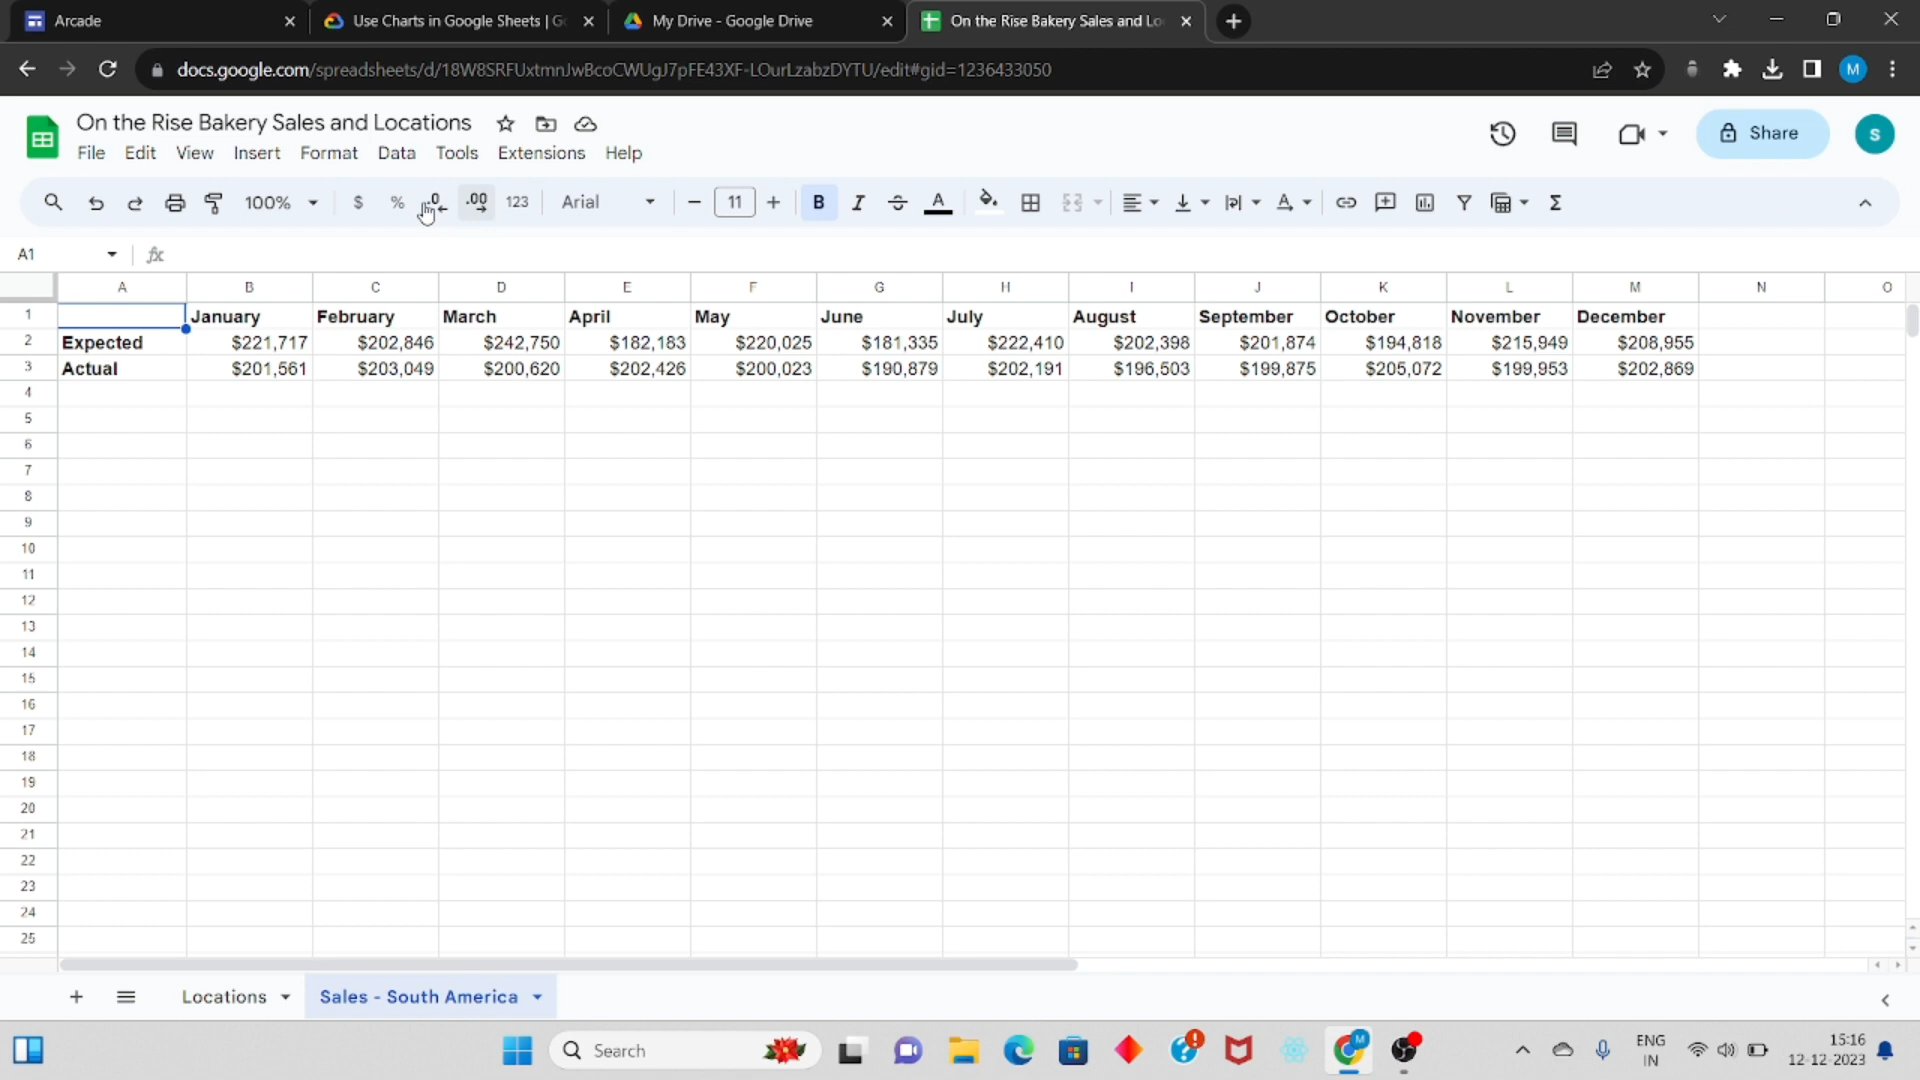 Arcade
Use Charts in Google Sheets | G
My Drive - Google Drive
On the Rise Bakery Sales and Lo
docs.google.com/spreadsheets/d/18W8SRFUxtmnJwBcoCWUgJ7pFE43XF-LOurLzabzDYTU/edit#gid=1236433050
M
On the Rise Bakery Sales and Locations
File Edit View Insert Format Data Tools Extensions Help
Share
S
100% $ % .0 .00 123 Arial 11 B I S A
A1 fx
A B C D E F G H I J K L M N O
1 January February March April May June July August September October November December
2 Expected $221,717 $202,846 $242,750 $182,183 $220,025 $181,335 $222,410 $202,398 $201,874 $194,818 $215,949 $208,955
3 Actual $201,561 $203,049 $200,620 $202,426 $200,023 $190,879 $202,191 $196,503 $199,875 $205,072 $199,953 $202,869
4
5
6
7
8
9
10
11
12
13
14
15
16
17
18
19
20
21
22
23
24
25
Locations Sales - South America
Search
M
ENG
IN
15:16
12-12-2023